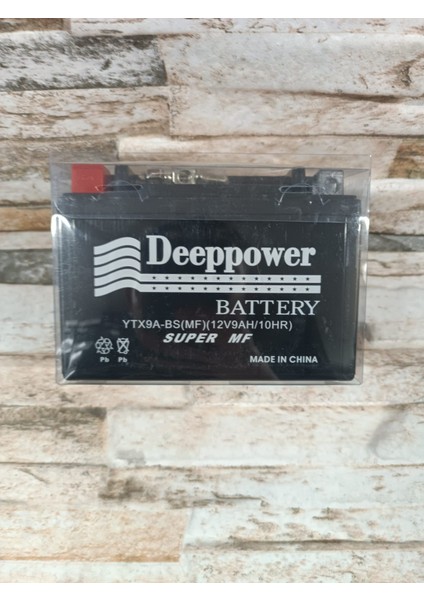 Deeppower
BATTERY
YTX9A-BS(MF)(12V9AH/10HR)
SUPER MF
Pb Pb
MADE IN CHINA